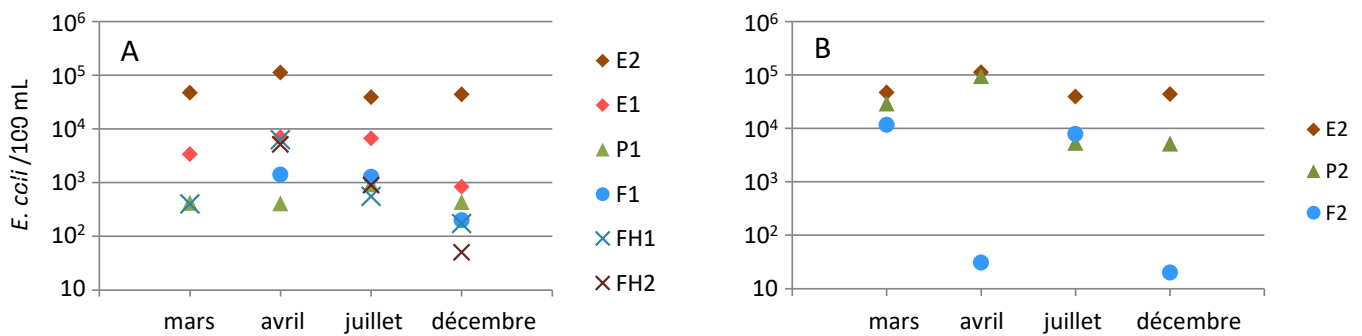 E. coli /100 mL
A
10⁶
10⁵
10⁴
10³
10²
10
mars avril juillet décembre
E2
E1
P1
F1
FH1
FH2
B
10⁶
10⁵
10⁴
10³
10²
10
mars avril juillet décembre
E2
P2
F2